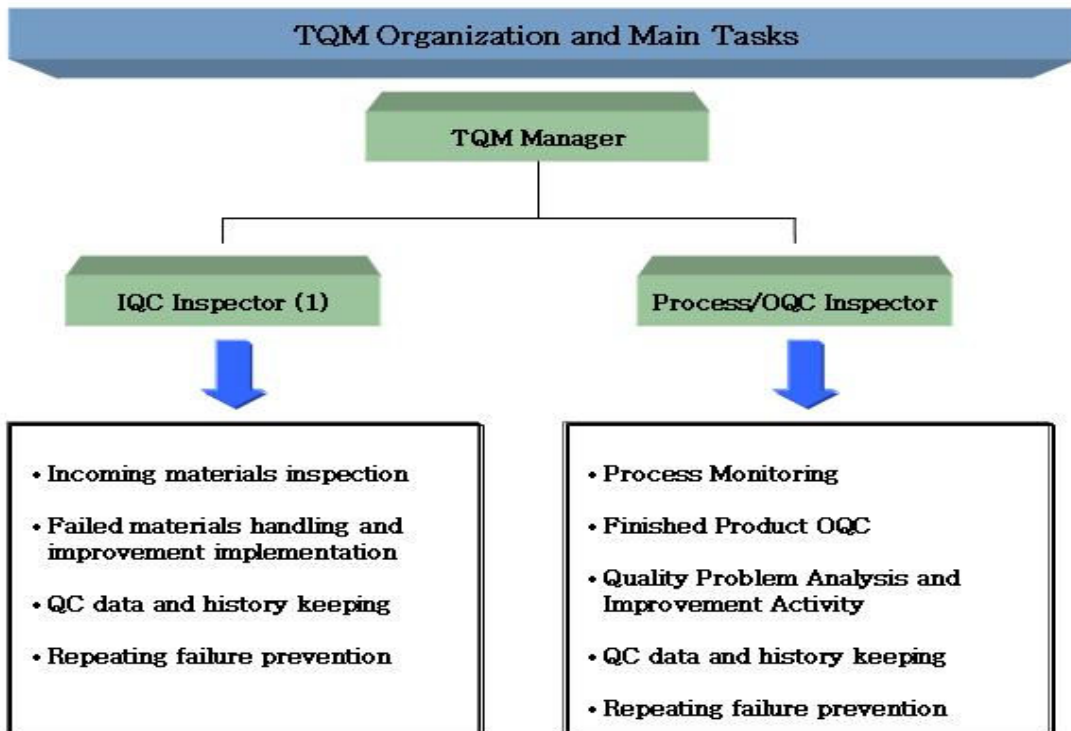 TQM Organization and Main Tasks
TQM Manager
IQC Inspector (1)
Process/OQC Inspector
• Incoming materials inspection
• Failed materials handling and
improvement implementation
• QC data and history keeping
• Repeating failure prevention
• Process Monitoring
• Finished Product OQC
• Quality Problem Analysis and
Improvement Activity
• QC data and history keeping
• Repeating failure prevention